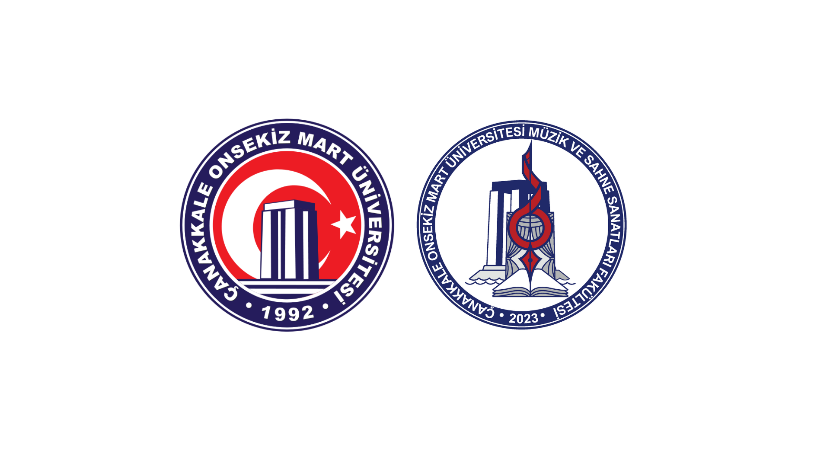 ÇANAKKALE ONSEKİZ MART ÜNİVERSİTESİ
• 1992 •
ÇANAKKALE ONSEKİZ MART ÜNİVERSİTESİ MÜZİK VE SAHNE SANATLARI FAKÜLTESİ
• 2023 •